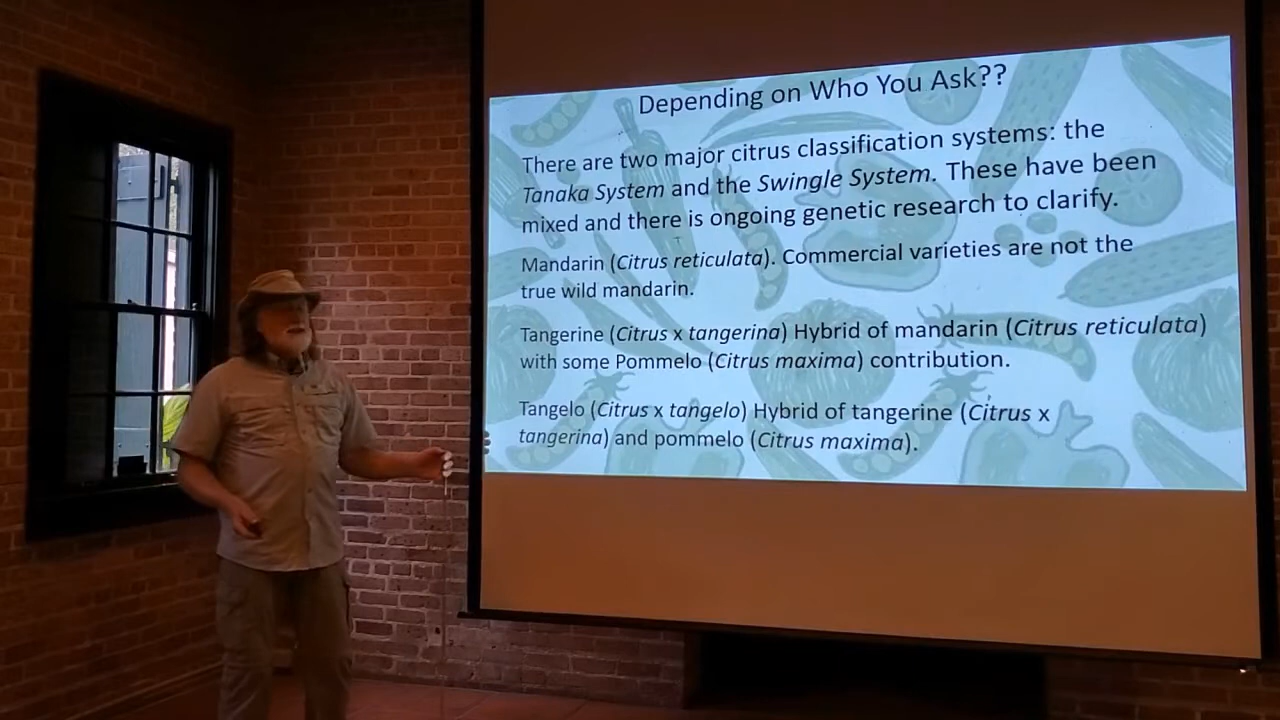 Depending on Who You Ask??
There are two major citrus classification systems: the
Tanaka System and the Swingle System. These have been
mixed and there is ongoing genetic research to clarify.
Mandarin (Citrus reticulata). Commercial varieties are not the
true wild mandarin.
Tangerine (Citrus x tangerina) Hybrid of mandarin (Citrus reticulata)
with some Pommelo (Citrus maxima) contribution.
Tangelo (Citrus x tangelo) Hybrid of tangerine (Citrus x
tangerina) and pommelo (Citrus maxima).